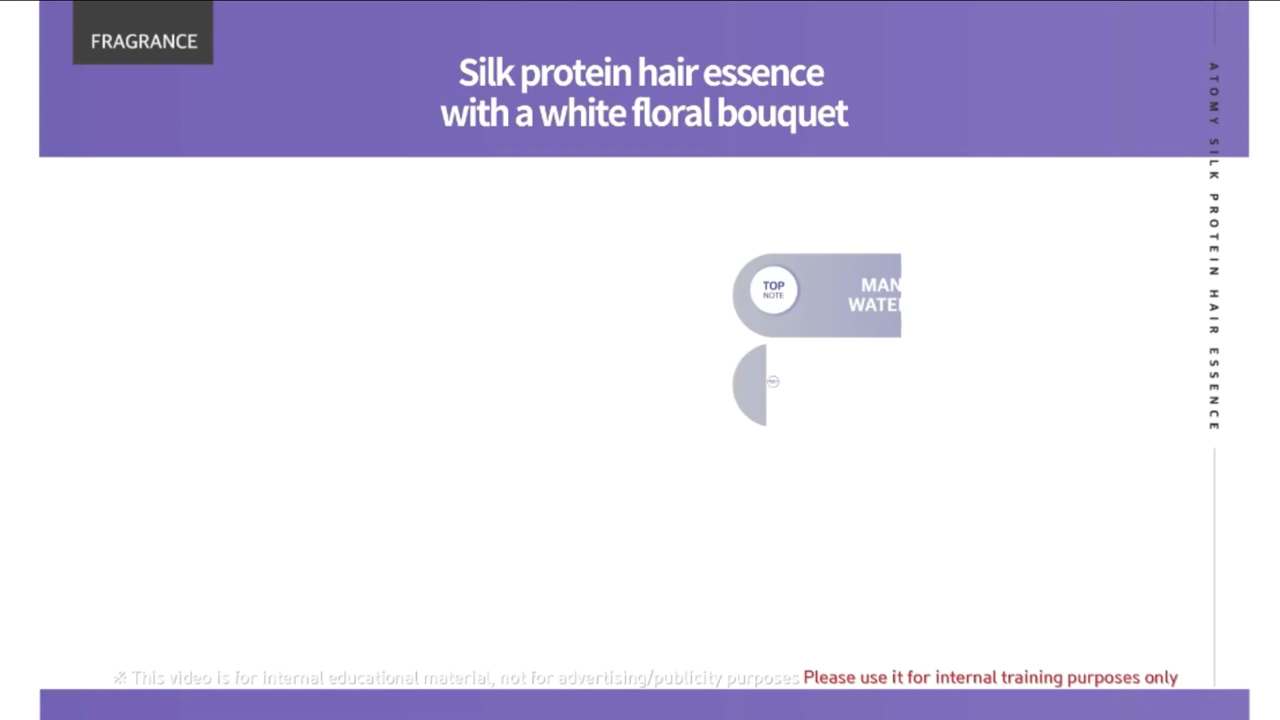 FRAGRANCE
Silk protein hair essence
with a white floral bouquet
ATOMY SILK PROTEIN HAIR ESSENCE
TOP
NOTE
※ This video is for internal educational material, not for advertising/publicity purposes Please use it for internal training purposes only